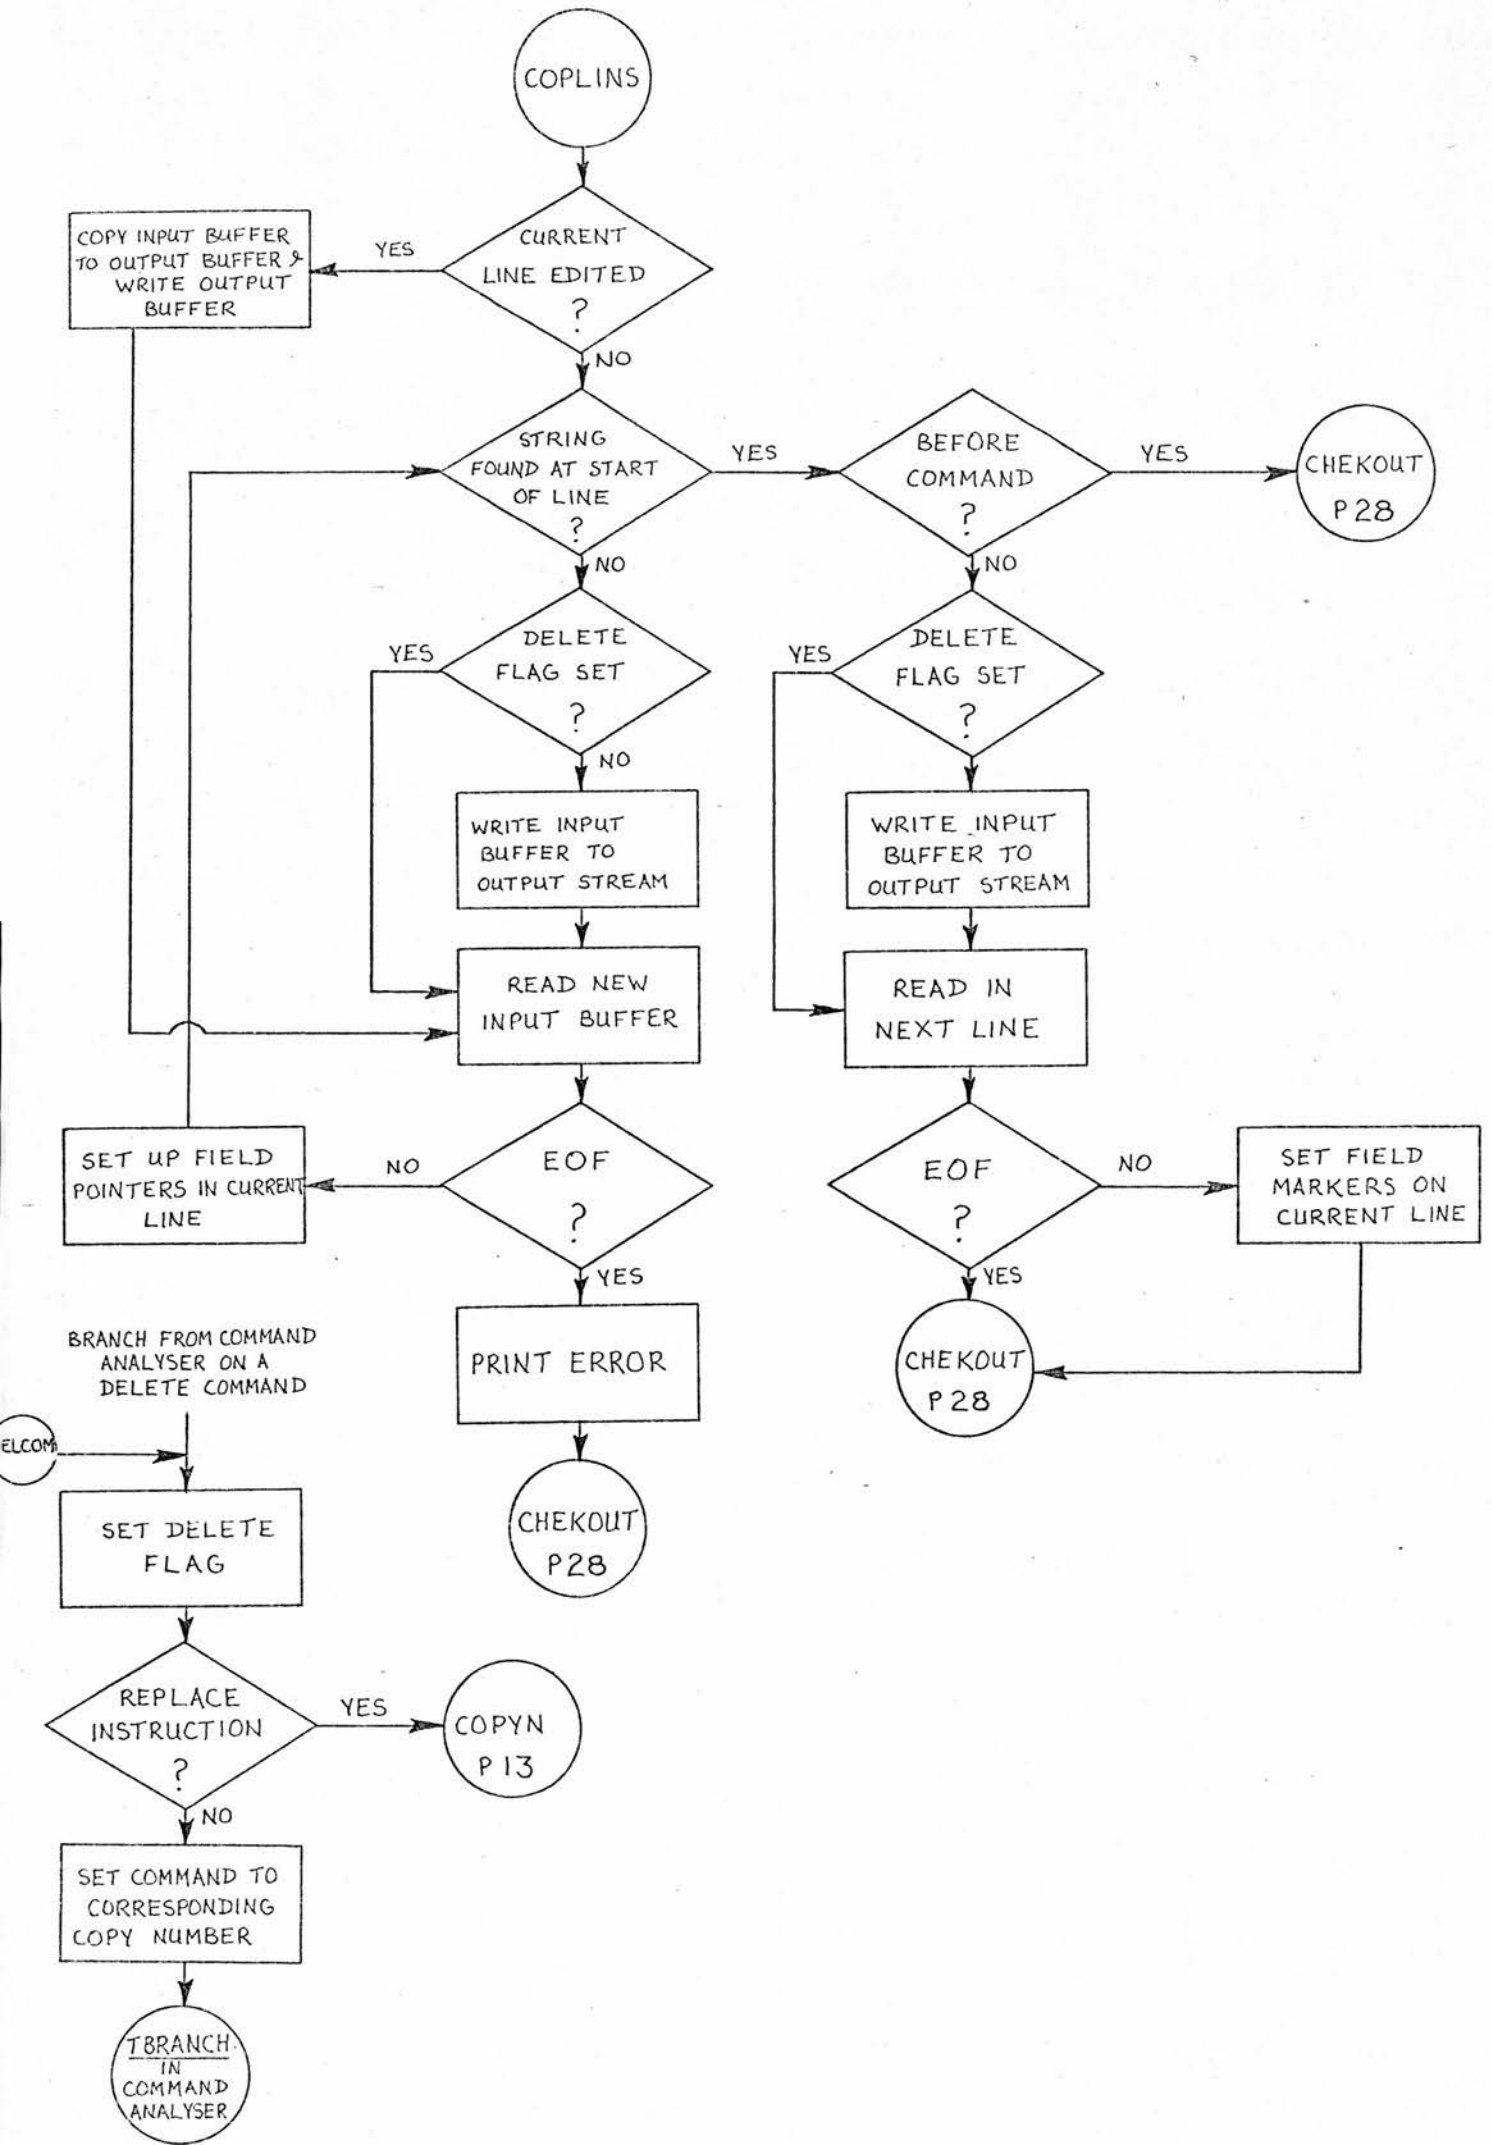 COPLINS
COPY INPUT BUFFER
TO OUTPUT BUFFER &
WRITE OUTPUT
BUFFER
YES
CURRENT
LINE EDITED
?
NO
STRING
FOUND AT START
OF LINE
?
YES
BEFORE
COMMAND
?
YES
CHEKOUT
P28
NO
NO
YES
DELETE
FLAG SET
?
NO
YES
DELETE
FLAG SET
?
WRITE INPUT
BUFFER TO
OUTPUT STREAM
WRITE INPUT
BUFFER TO
OUTPUT STREAM
READ NEW
INPUT BUFFER
READ IN
NEXT LINE
SET UP FIELD
POINTERS IN CURRENT
LINE
NO
EOF
?
YES
EOF
?
NO
YES
SET FIELD
MARKERS ON
CURRENT LINE
BRANCH FROM COMMAND
ANALYSER ON A
DELETE COMMAND
PRINT ERROR
CHEKOUT
P28
ELCOM
CHEKOUT
P28
SET DELETE
FLAG
REPLACE
INSTRUCTION
?
YES
COPYN
P13
NO
SET COMMAND TO
CORRESPONDING
COPY NUMBER
TBRANCH
IN
COMMAND
ANALYSER